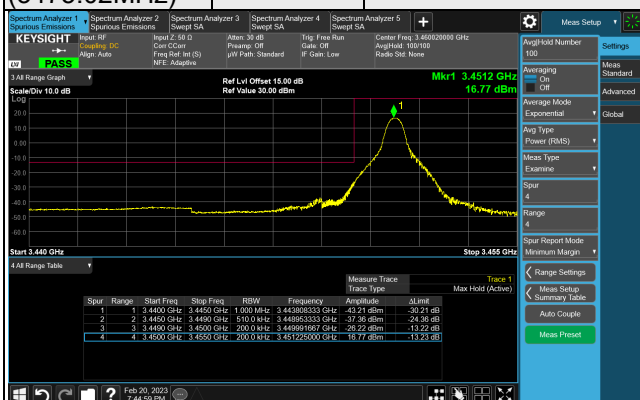 (3475.02MHz)
Spectrum Analyzer 1
Spurious Emissions
Spectrum Analyzer 2
Spurious Emissions
Spectrum Analyzer 3
Swept SA
Spectrum Analyzer 4
Swept SA
Spectrum Analyzer 5
Swept SA
+
Meas Setup
KEYSIGHT
LXI
PASS
Input: RF
Coupling: DC
Align: Auto
Input Z: 50 Ω
Corr CCorr
Freq Ref: Int (S)
NFE: Adaptive
Atten: 30 dB
Preamp: Off
µW Path: Standard
Trig: Free Run
Gate: Off
IF Gain: Low
Center Freq: 3.460020000 GHz
Avg|Hold: 100/100
Radio Std: None
3 All Range Graph
Scale/Div 10.0 dB
Ref Lvl Offset 15.00 dB
Ref Value 30.00 dBm
Mkr1 3.4512 GHz
16.77 dBm
Log
20.0
10.0
0.00
-10.0
-20.0
-30.0
-40.0
-50.0
-60.0
1
Start 3.440 GHz
Stop 3.455 GHz
4 All Range Table
Measure Trace Trace 1
Trace Type Max Hold (Active)
Spur Range Start Freq Stop Freq RBW Frequency Amplitude ΔLimit
1 1 3.4400 GHz 3.4450 GHz 1.000 MHz 3.443808333 GHz -43.21 dBm -30.21 dB
2 2 3.4450 GHz 3.4490 GHz 510.0 kHz 3.448953333 GHz -37.36 dBm -24.36 dB
3 3 3.4490 GHz 3.4500 GHz 200.0 kHz 3.449991667 GHz -26.22 dBm -13.22 dB
4 4 3.4500 GHz 3.4550 GHz 200.0 kHz 3.451225000 GHz 16.77 dBm -13.23 dB
Avg|Hold Number
100
Averaging
On
Off
Average Mode
Exponential
Avg Type
Power (RMS)
Meas Type
Examine
Spur
4
Range
4
Spur Report Mode
Minimum Margin
Range Settings
Meas Setup
Summary Table
Auto Couple
Meas Preset
Settings
Meas
Standard
Advanced
Global
?
Feb 20, 2023
7:44:59 PM